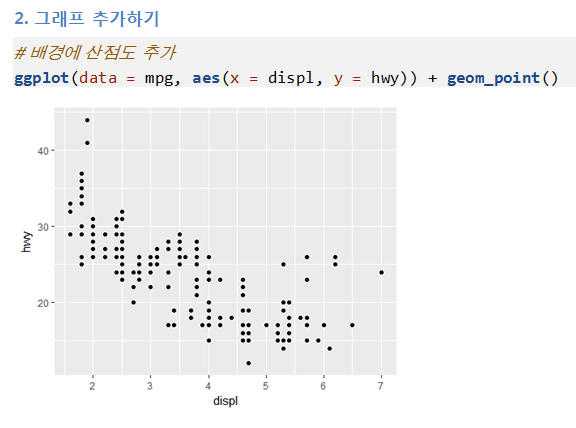 2. 그래프 추가하기
# 배경에 산점도 추가
ggplot(data = mpg, aes(x = displ, y = hwy)) + geom_point()
40
30
20
hwy
2 3 4 5 6 7
displ